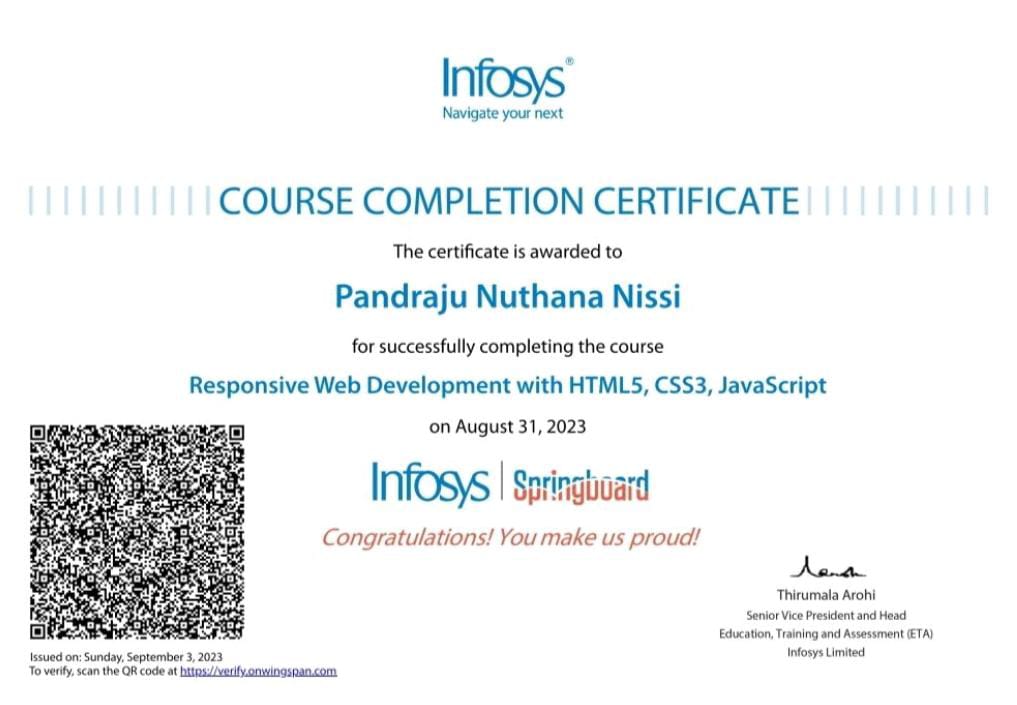 Infosys®
Navigate your next
COURSE COMPLETION CERTIFICATE
The certificate is awarded to
Pandraju Nuthana Nissi
for successfully completing the course
Responsive Web Development with HTML5, CSS3, JavaScript
on August 31, 2023
Infosys | Springboard
Congratulations! You make us proud!
Thirumala Arohi
Senior Vice President and Head
Education, Training and Assessment (ETA)
Infosys Limited
Issued on: Sunday, September 3, 2023
To verify, scan the QR code at https://verify.onwingspan.com